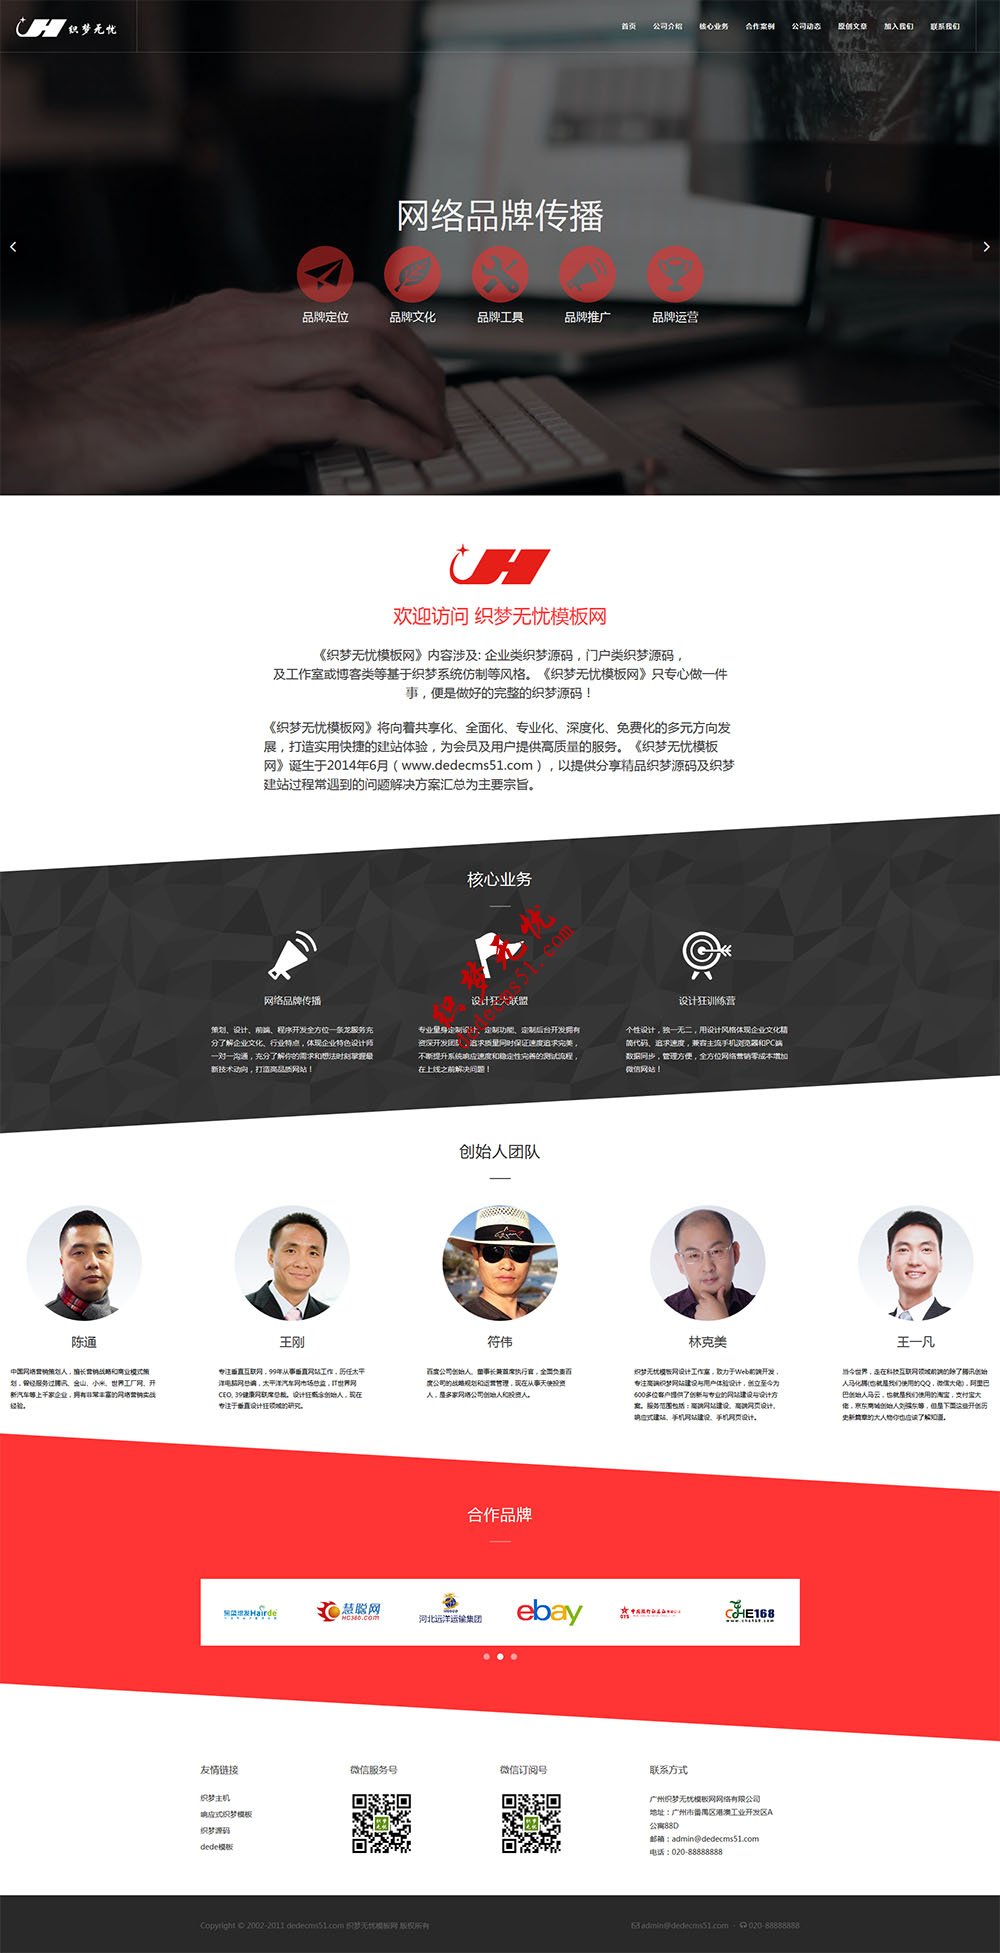 织梦无忧
首页 公司介绍 核心业务 合作案例 公司动态 原创文章 加入我们 联系我们
网络品牌传播
品牌定位 品牌文化 品牌工具 品牌推广 品牌运营
欢迎访问 织梦无忧模板网
《织梦无忧模板网》内容涉及: 企业类织梦源码，门户类织梦源码，
及工作室或博客类等基于织梦系统仿制等风格。《织梦无忧模板网》只专心做一件
事，便是做好的完整的织梦源码！
《织梦无忧模板网》将向着共享化、全面化、专业化、深度化、免费化的多元方向发
展，打造实用快捷的建站体验，为会员及用户提供高质量的服务。《织梦无忧模板
网》诞生于2014年6月（www.dedecms51.com），以提供分享精品织梦源码及织梦
建站过程常遇到的问题解决方案汇总为主要宗旨。
核心业务
织梦无忧
dedecms51.com
网络品牌传播
策划、设计、前端、程序开发全方位一条龙服务充
分了解企业文化、行业特点，体现企业特色设计师
一对一沟通，充分了解你的需求和想法时刻掌握最
新技术动向，打造高品质网站！
设计狂人联盟
专业量身定制设计、定制功能、定制后台开发拥有
资深开发团队，追求质量同时保证速度追求完美，
不断提升系统响应速度和稳定性完善的测试流程，
在上线之前解决问题！
设计狂训练营
个性设计，独一无二，用设计风格体现企业文化精
简代码、追求速度，兼容主流手机浏览器和PC端
数据同步，管理方便，全方位网络营销零成本增加
微信网站！
创始人团队
陈通
中国网络营销策划人，擅长营销战略和商业模式策
划，曾经服务过腾讯、金山、小米、世界工厂网、开
新汽车等上千家企业，拥有非常丰富的网络营销实战
经验。
王刚
专注垂直互联网，99年从事垂直网站工作，历任太平
洋电脑网总编，太平洋汽车网市场总监，IT世界网
CEO, 39健康网联席总裁。设计狂概念创始人，现在
专注于垂直设计狂领域的研究。
符伟
百度公司创始人、董事长兼首席执行官，全面负责百
度公司的战略规划和运营管理，现在从事天使投资
人，是多家网络公司创始人和投资人。
林克美
织梦无忧模板网设计工作室，致力于Web前端开发，
专注高端织梦网站建设与用户体验设计，创立至今为
600多位客户提供了创新与专业的网站建设与设计方
案。服务范围包括：高端网站建设、高端网页设计、
响应式建站、手机网站建设、手机网页设计。
王一凡
当今世界，走在科技互联网领域前端的除了腾讯创始
人马化腾(也就是我们使用的QQ，微信大佬)，阿里巴
巴创始人马云，也就是我们使用的淘宝，支付宝大
佬，京东商城创始人刘强东等，但是下面这些开创历
史新篇章的大人物你也应该了解知道。
合作品牌
Hairde 慧聪网 HC360.COM 河北远洋运输集团 ebay CHE168
友情链接
织梦主机
响应式织梦模板
织梦源码
dede模板
微信服务号
微信订阅号
联系方式
广州织梦无忧模板网网络有限公司
地址：广州市番禺区港澳工业开发区A
公寓88D
邮箱：admin@dedecms51.com
电话：020-88888888
Copyright © 2002-2011 dedecms51.com 织梦无忧模板网 版权所有
admin@dedecms51.com · 020-88888888